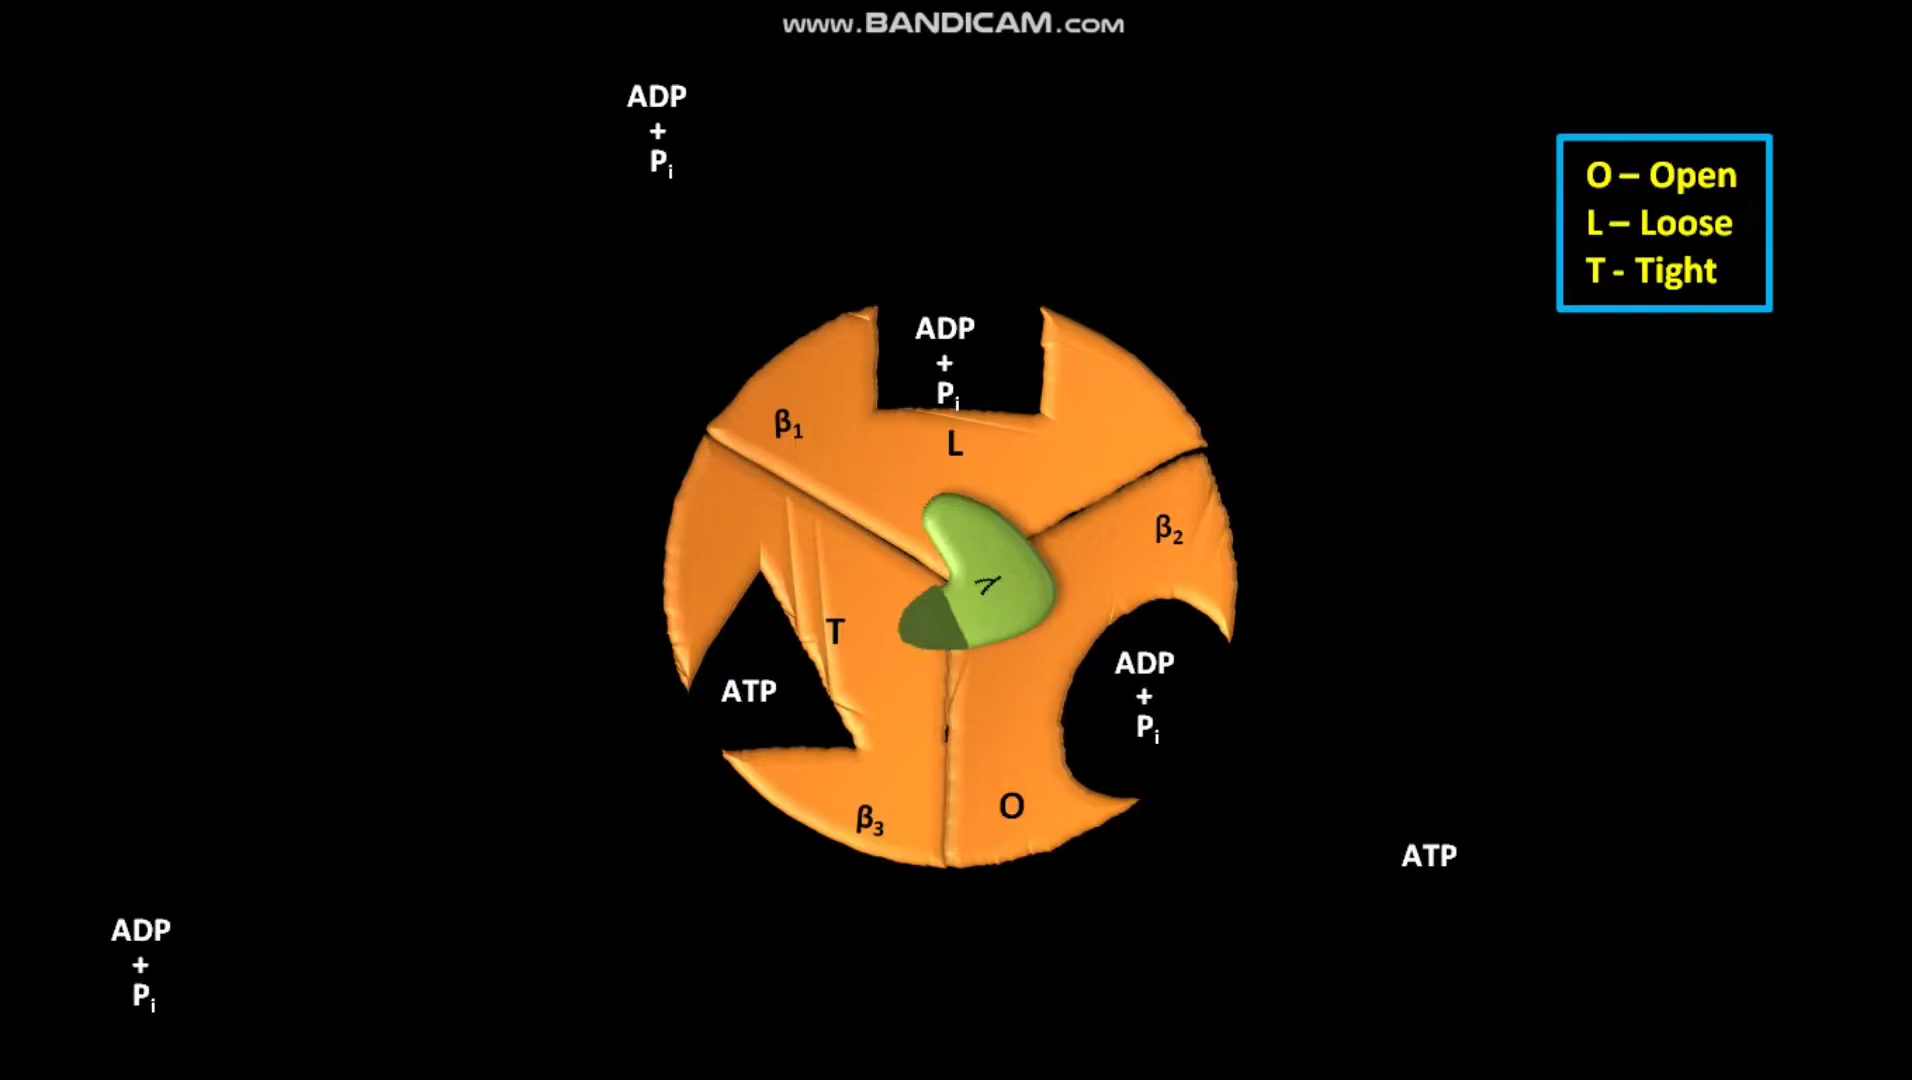 www.BANDICAM.com
ADP
+
Pi
O – Open
L – Loose
T - Tight
ADP
+
Pi
β1
L
β2
γ
T
ADP
+
Pi
ATP
O
β3
ATP
ADP
+
Pi